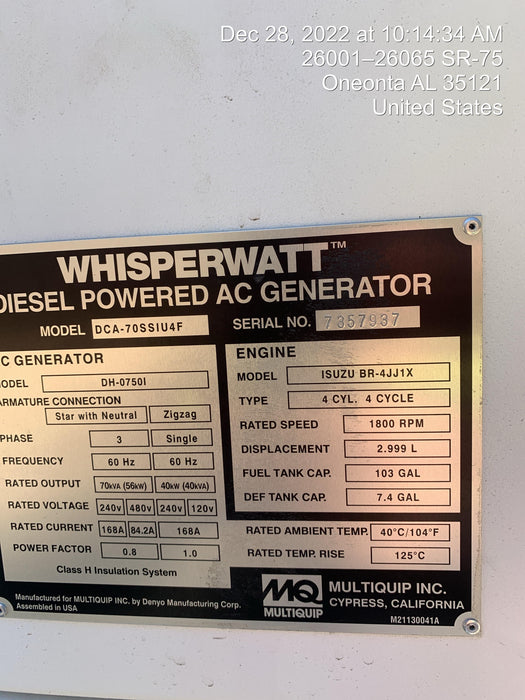 Dec 28, 2022 at 10:14:34 AM
26001–26065 SR-75
Oneonta AL 35121
United States
WHISPERWATT™
DIESEL POWERED AC GENERATOR
MODEL DCA-70SSIU4F SERIAL NO. 7357937
C GENERATOR
ODEL DH-0750I
ARMATURE CONNECTION
Star with Neutral Zigzag
PHASE 3 Single
FREQUENCY 60 Hz 60 Hz
RATED OUTPUT 70kVA (56kW) 40kW (40kVA)
RATED VOLTAGE 240v 480v 240v 120v
RATED CURRENT 168A 84.2A 168A
POWER FACTOR 0.8 1.0
Class H Insulation System
ENGINE
MODEL ISUZU BR-4JJ1X
TYPE 4 CYL. 4 CYCLE
RATED SPEED 1800 RPM
DISPLACEMENT 2.999 L
FUEL TANK CAP. 103 GAL
DEF TANK CAP. 7.4 GAL
RATED AMBIENT TEMP. 40°C/104°F
RATED TEMP. RISE 125°C
Manufactured for MULTIQUIP INC. by Denyo Manufacturing Corp.
Assembled in USA
MQ
MULTIQUIP
MULTIQUIP INC.
CYPRESS, CALIFORNIA
M21130041A